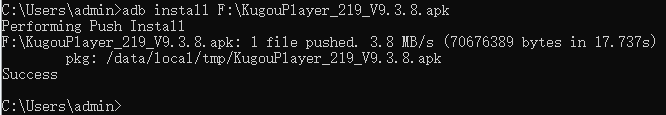 C:\Users\admin>adb install F:\KugouPlayer_219_V9.3.8.apk
Performing Push Install
F:\KugouPlayer_219_V9.3.8.apk: 1 file pushed. 3.8 MB/s (70676389 bytes in 17.737s)
        pkg: /data/local/tmp/KugouPlayer_219_V9.3.8.apk
Success
C:\Users\admin>